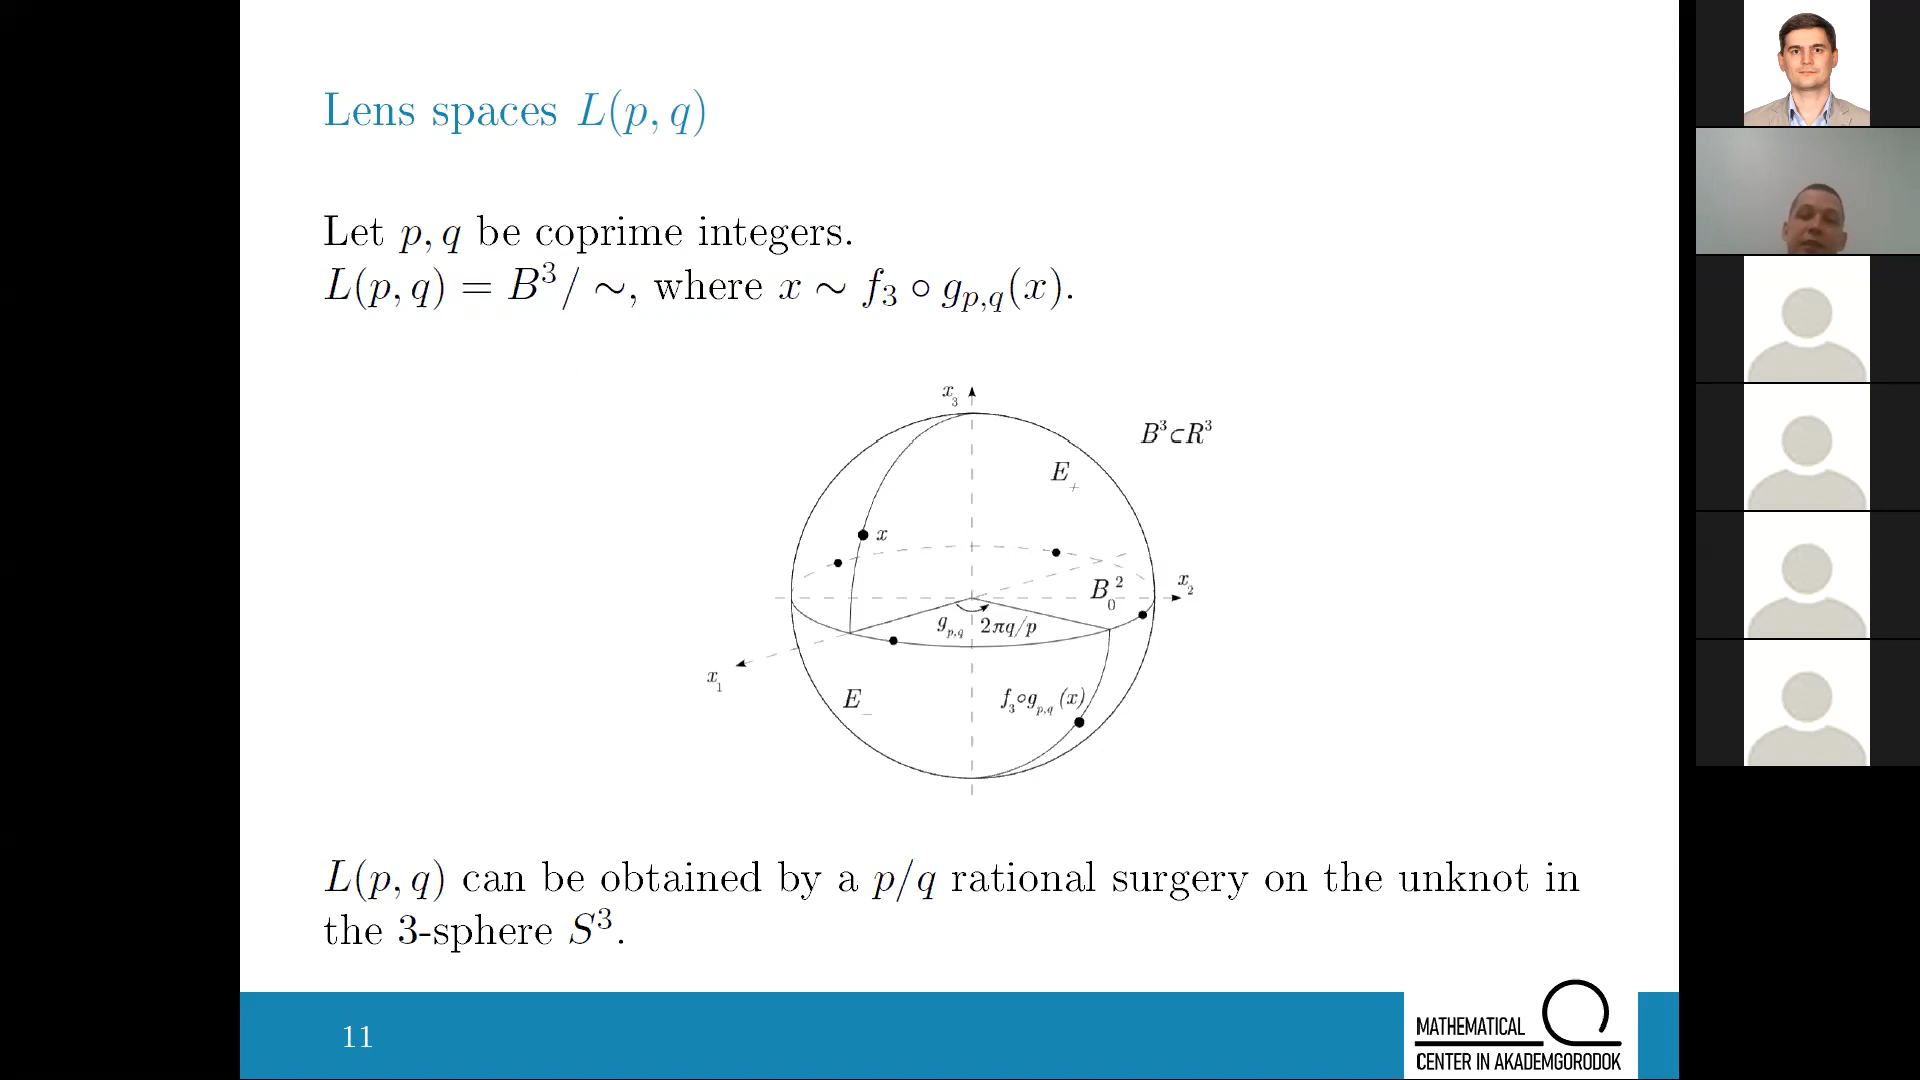 Lens spaces L(p, q)
Let p, q be coprime integers.
L(p, q) = B³/ ∼, where x ∼ f₃ ∘ g_{p,q}(x).
x₃
B³⊂R³
E₊
x
x₂
B₀²
g_{p,q} 2πq/p
x₁
E₋
f₃∘g_{p,q}(x)
L(p, q) can be obtained by a p/q rational surgery on the unknot in
the 3-sphere S³.
11
MATHEMATICAL
CENTER IN AKADEMGORODOK